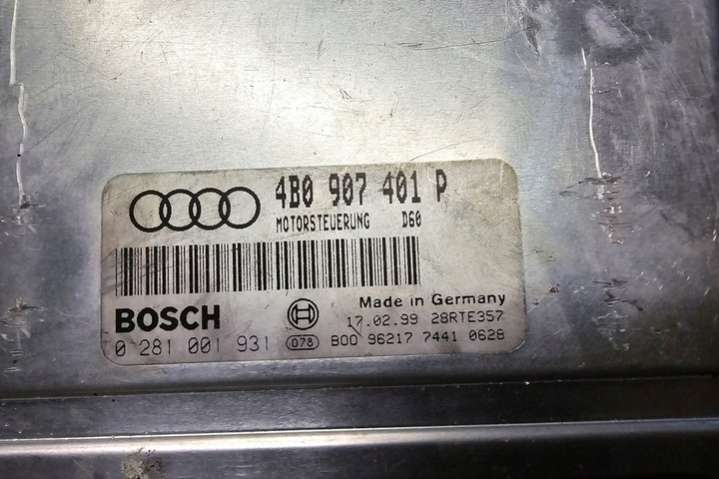 4B0 907 401 P
MOTORSTEUERUNG D60
BOSCH
Made in Germany
17.02.99 28RTE357
0 281 001 931 078 B00 96217 7441 0628